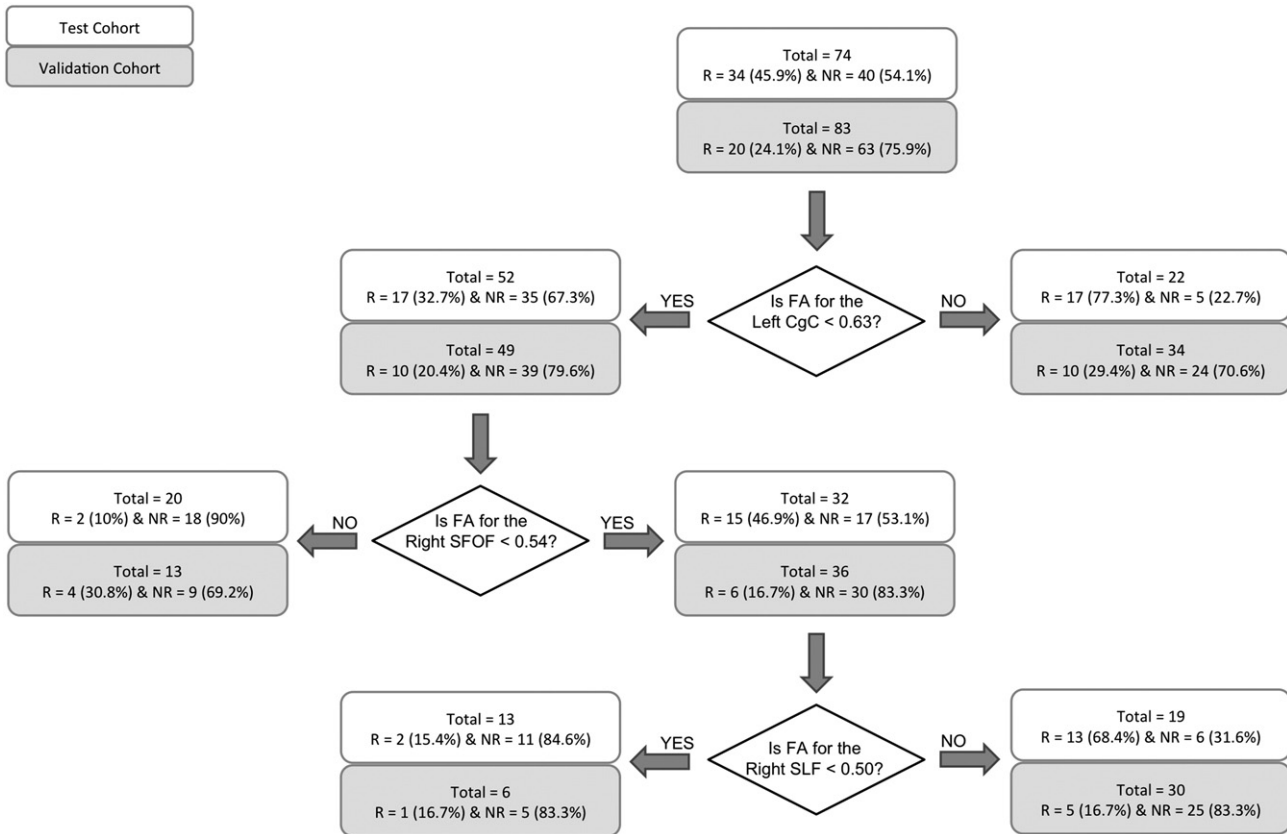 Test Cohort
Validation Cohort
Total = 74
R = 34 (45.9%) & NR = 40 (54.1%)
Total = 83
R = 20 (24.1%) & NR = 63 (75.9%)
Total = 52
R = 17 (32.7%) & NR = 35 (67.3%)
Total = 49
R = 10 (20.4%) & NR = 39 (79.6%)
YES
Is FA for the
Left CgC < 0.63?
NO
Total = 22
R = 17 (77.3%) & NR = 5 (22.7%)
Total = 34
R = 10 (29.4%) & NR = 24 (70.6%)
Total = 20
R = 2 (10%) & NR = 18 (90%)
Total = 13
R = 4 (30.8%) & NR = 9 (69.2%)
NO
Is FA for the
Right SFOF < 0.54?
YES
Total = 32
R = 15 (46.9%) & NR = 17 (53.1%)
Total = 36
R = 6 (16.7%) & NR = 30 (83.3%)
Total = 13
R = 2 (15.4%) & NR = 11 (84.6%)
Total = 6
R = 1 (16.7%) & NR = 5 (83.3%)
YES
Is FA for the
Right SLF < 0.50?
NO
Total = 19
R = 13 (68.4%) & NR = 6 (31.6%)
Total = 30
R = 5 (16.7%) & NR = 25 (83.3%)